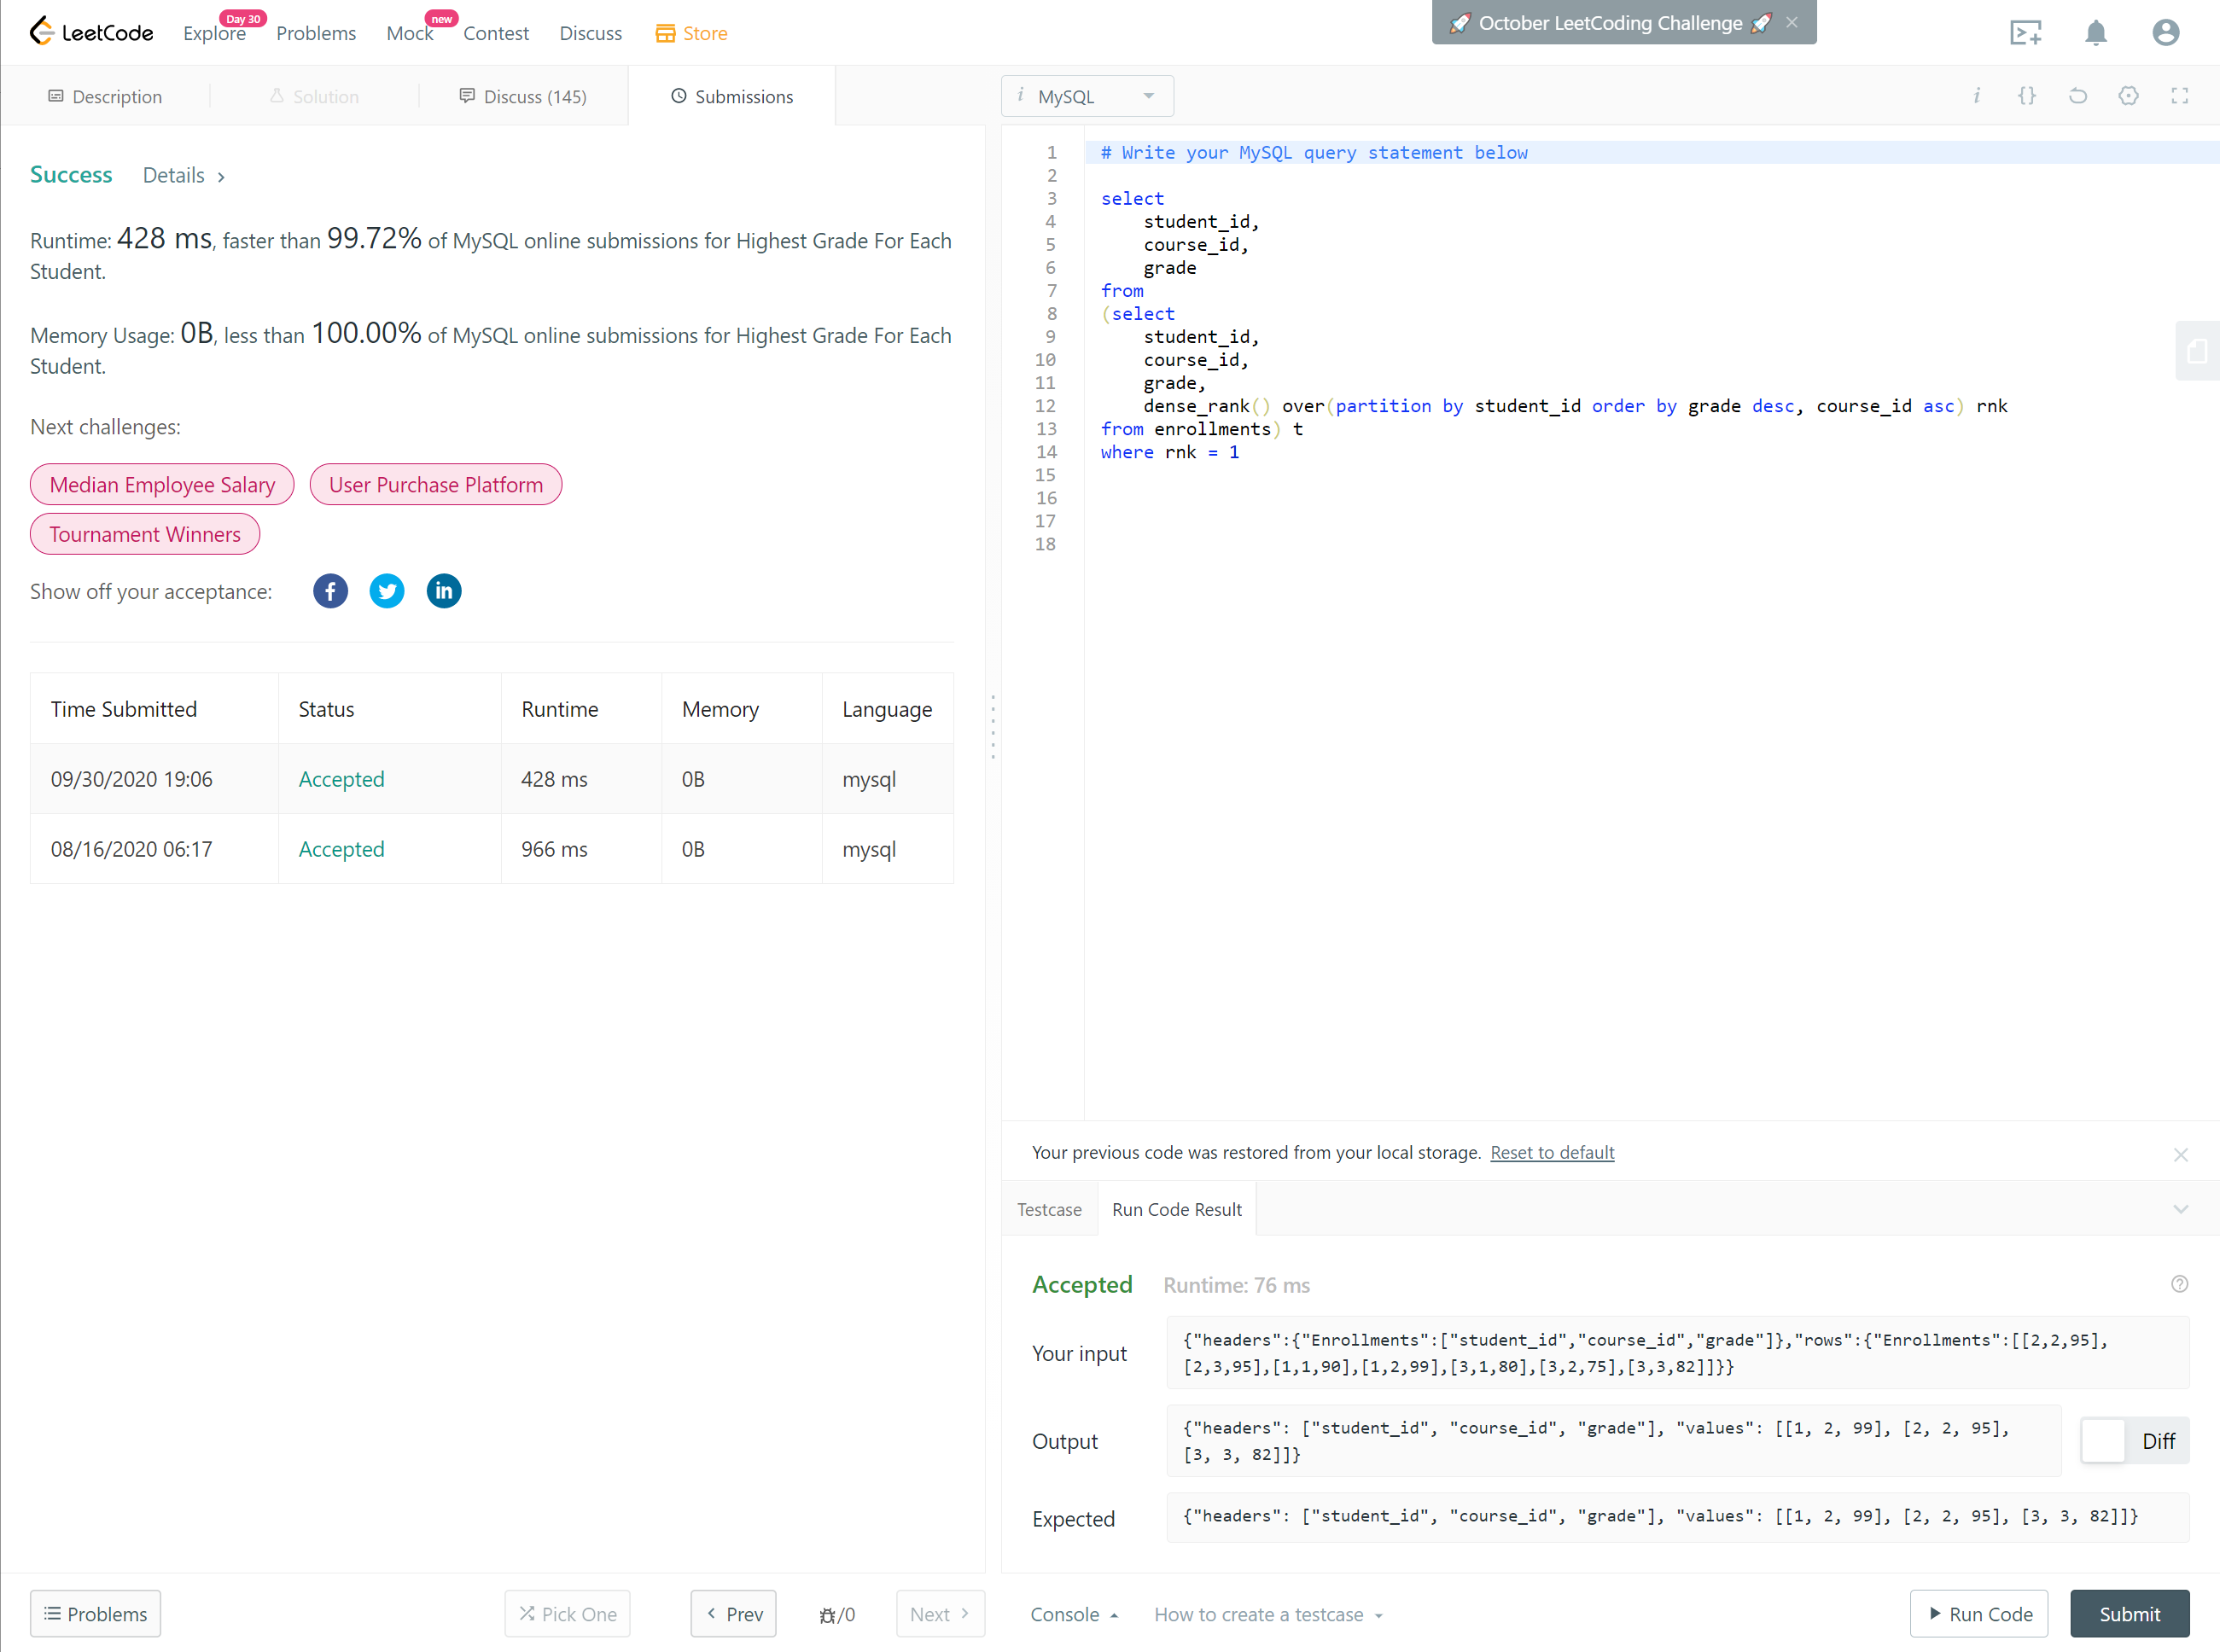 LeetCode
Explore
Day 30
Problems
Mock
new
Contest
Discuss
Store
🚀 October LeetCoding Challenge 🚀 ×
Description
Solution
Discuss (145)
Submissions
i MySQL
i {}
Success Details >
Runtime: 428 ms, faster than 99.72% of MySQL online submissions for Highest Grade For Each
Student.
Memory Usage: 0B, less than 100.00% of MySQL online submissions for Highest Grade For Each
Student.
Next challenges:
Median Employee Salary
User Purchase Platform
Tournament Winners
Show off your acceptance: f in
Time Submitted Status Runtime Memory Language
09/30/2020 19:06 Accepted 428 ms 0B mysql
08/16/2020 06:17 Accepted 966 ms 0B mysql
1 # Write your MySQL query statement below
2
3 select
4 student_id,
5 course_id,
6 grade
7 from
8 (select
9 student_id,
10 course_id,
11 grade,
12 dense_rank() over(partition by student_id order by grade desc, course_id asc) rnk
13 from enrollments) t
14 where rnk = 1
15
16
17
18
Your previous code was restored from your local storage. Reset to default
Testcase
Run Code Result
Accepted Runtime: 76 ms
Your input
{"headers":{"Enrollments":["student_id","course_id","grade"]},"rows":{"Enrollments":[[2,2,95],
[2,3,95],[1,1,90],[1,2,99],[3,1,80],[3,2,75],[3,3,82]]}}
Output
{"headers": ["student_id", "course_id", "grade"], "values": [[1, 2, 99], [2, 2, 95],
[3, 3, 82]]}
Diff
Expected
{"headers": ["student_id", "course_id", "grade"], "values": [[1, 2, 99], [2, 2, 95], [3, 3, 82]]}
Problems
Pick One
< Prev
/0
Next >
Console
How to create a testcase
Run Code
Submit